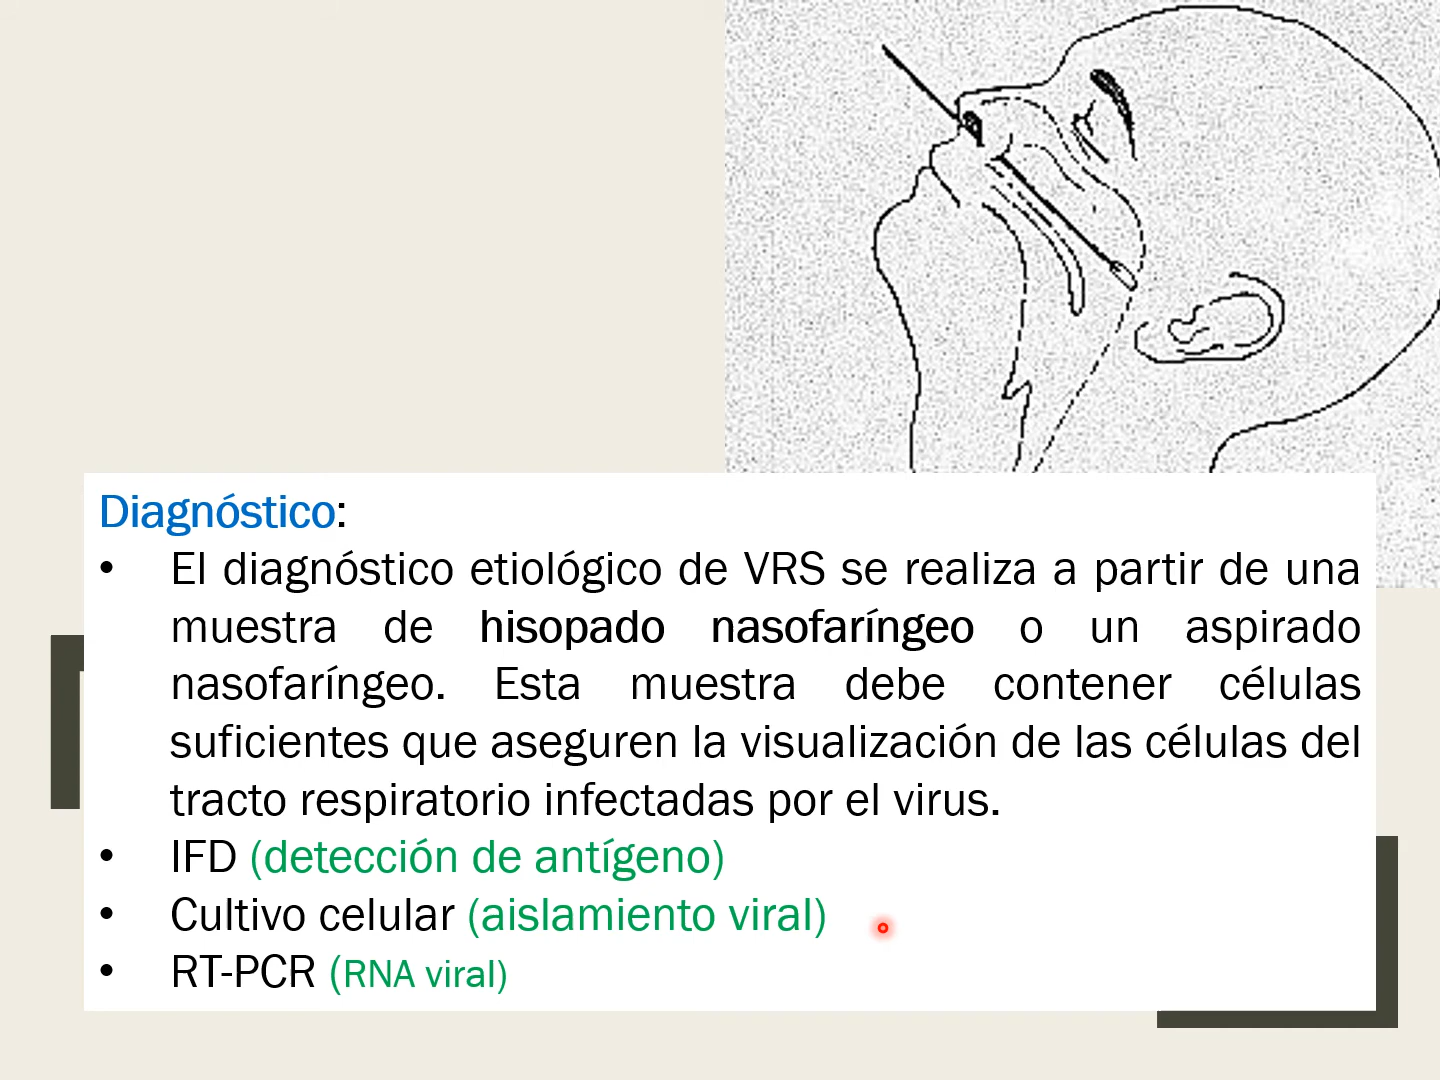 Diagnóstico:
• El diagnóstico etiológico de VRS se realiza a partir de una
muestra de hisopado nasofaríngeo o un aspirado
nasofaríngeo. Esta muestra debe contener células
suficientes que aseguren la visualización de las células del
tracto respiratorio infectadas por el virus.
• IFD (detección de antígeno)
• Cultivo celular (aislamiento viral)
• RT-PCR (RNA viral)